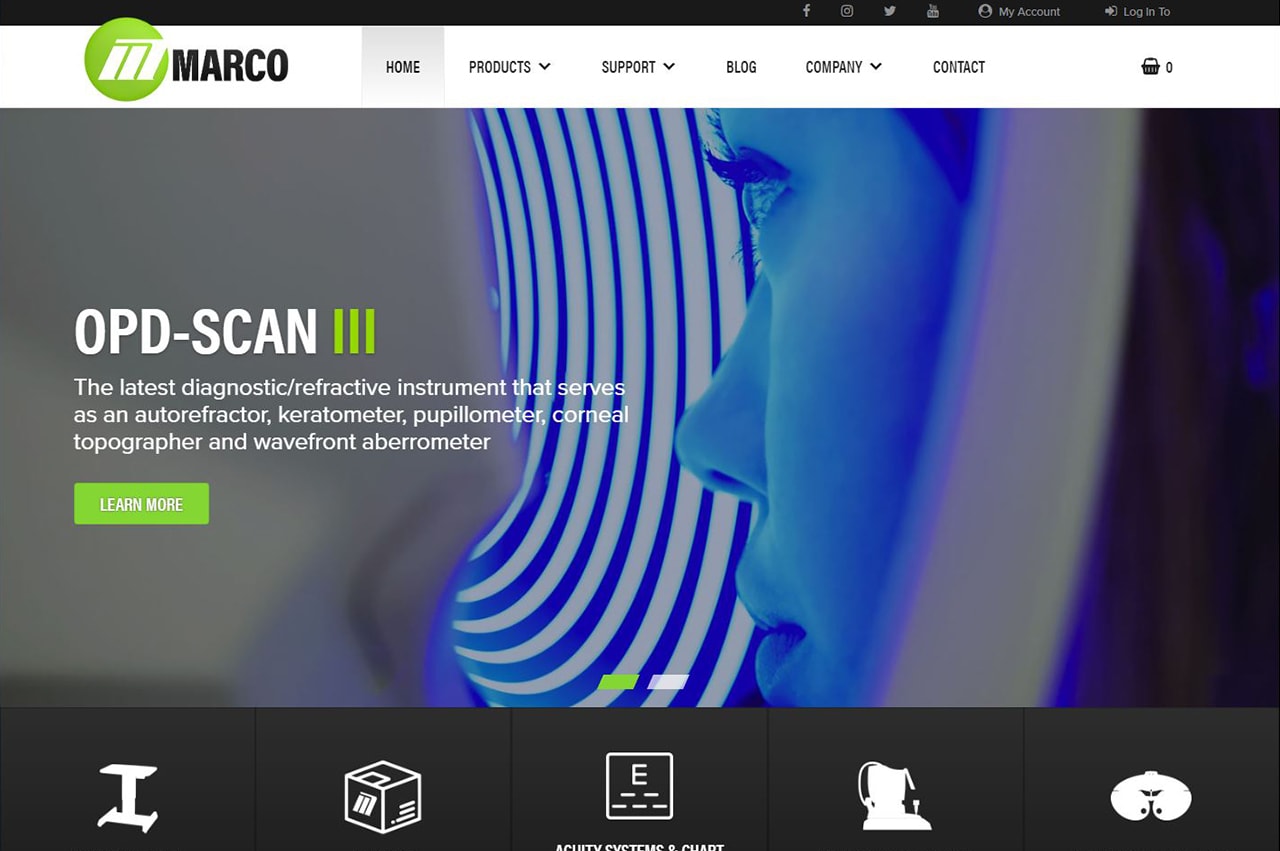 My Account
Log In To
MARCO
HOME
PRODUCTS
SUPPORT
BLOG
COMPANY
CONTACT
0
OPD-SCAN III
The latest diagnostic/refractive instrument that serves
as an autorefractor, keratometer, pupillometer, corneal
topographer and wavefront aberrometer
LEARN MORE
E
ACUITY SYSTEMS & CHART